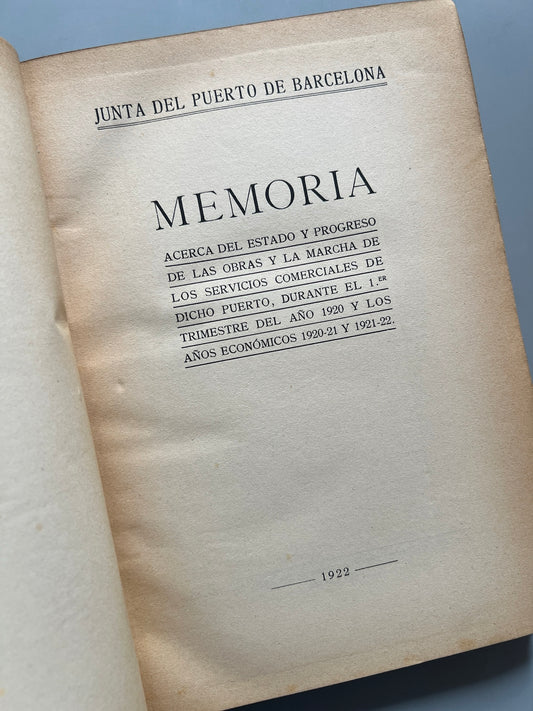 JUNTA DEL PUERTO DE BARCELONA
MEMORIA
ACERCA DEL ESTADO Y PROGRESO
DE LAS OBRAS Y LA MARCHA DE
LOS SERVICIOS COMERCIALES DE
DICHO PUERTO, DURANTE EL 1.ER
TRIMESTRE DEL AÑO 1920 Y LOS
AÑOS ECONÓMICOS 1920-21 Y 1921-22.
1922